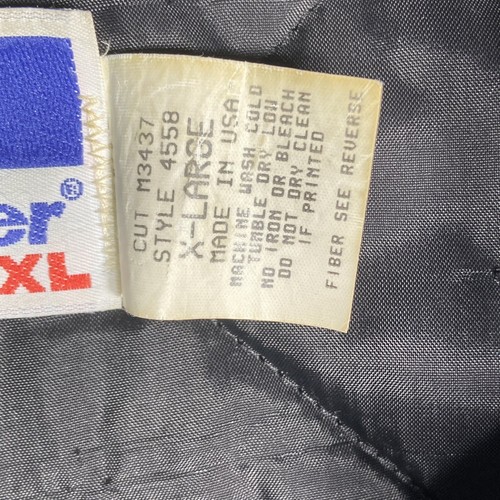 er®
XL
CUT M3437
STYLE 4558
X-LARGE
MADE IN USA
MACHINE WASH COLD
TUMBLE DRY LOW
NO IRON OR BLEACH
DO NOT DRY CLEAN
IF PRINTED
FIBER SEE REVERSE